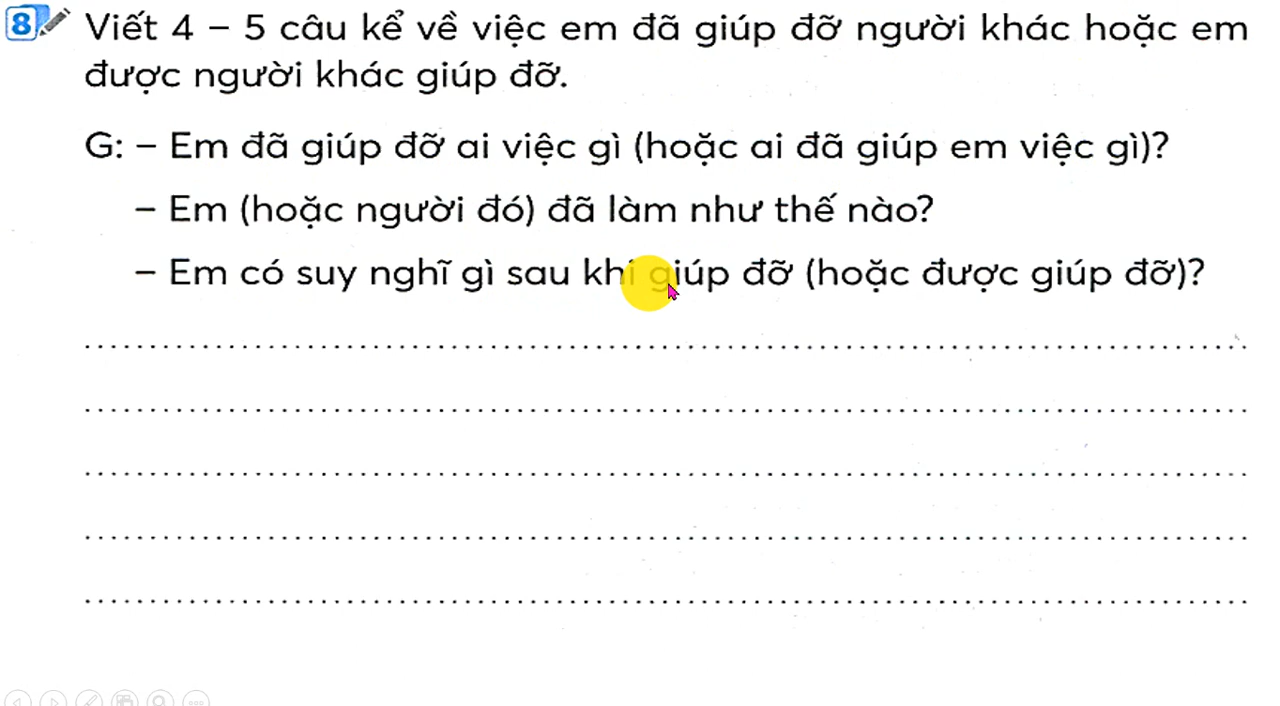 8 Viết 4 – 5 câu kể về việc em đã giúp đỡ người khác hoặc em
được người khác giúp đỡ.
G: – Em đã giúp đỡ ai việc gì (hoặc ai đã giúp em việc gì)?
– Em (hoặc người đó) đã làm như thế nào?
– Em có suy nghĩ gì sau khi giúp đỡ (hoặc được giúp đỡ)?